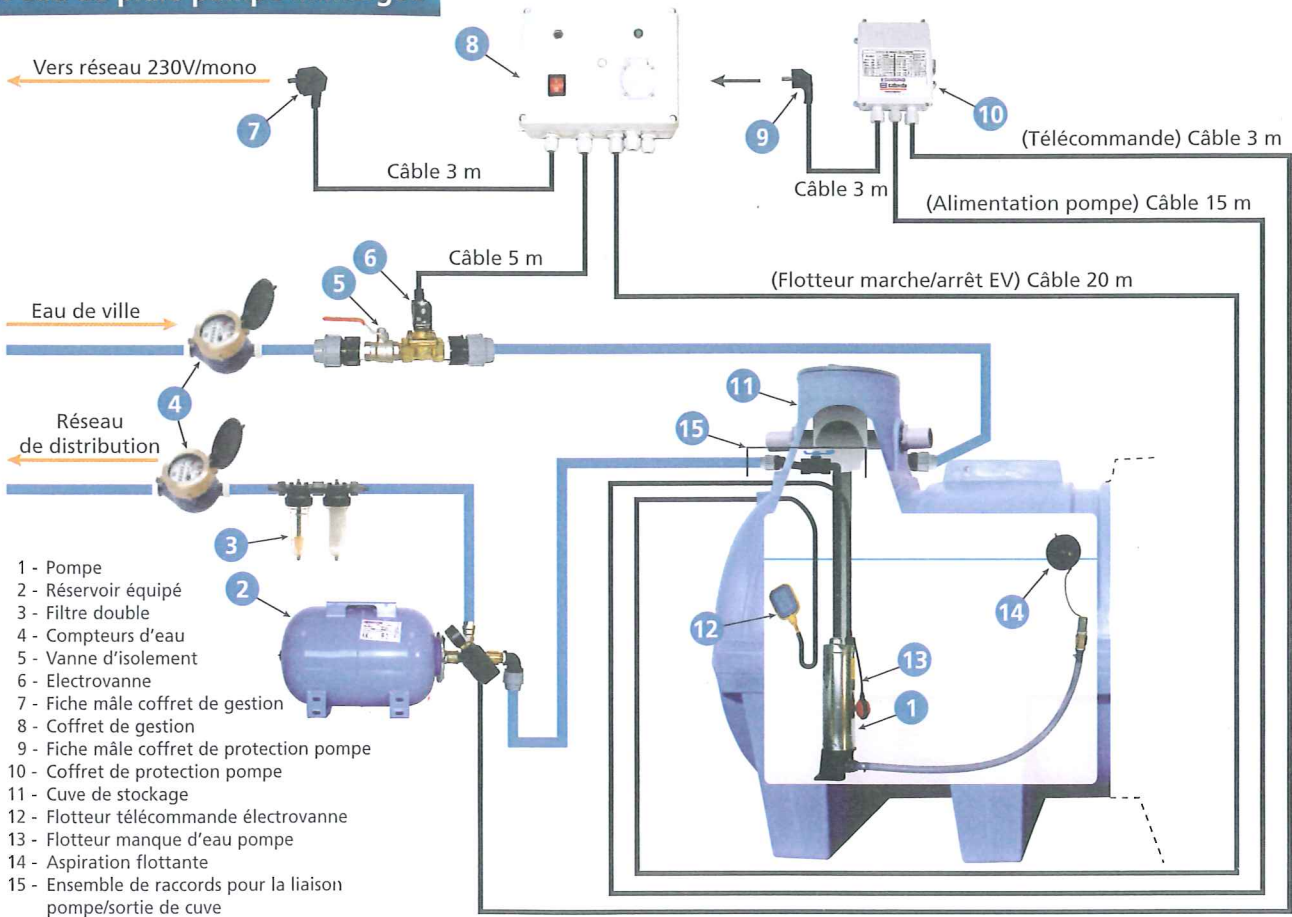 Vers réseau 230V/mono
8
7
9
10
Câble 3 m
Câble 3 m
(Télécommande) Câble 3 m
(Alimentation pompe) Câble 15 m
6
Câble 5 m
5
(Flotteur marche/arrêt EV) Câble 20 m
Eau de ville
4
11
15
Réseau
de distribution
3
14
2
12
13
1
1 - Pompe
2 - Réservoir équipé
3 - Filtre double
4 - Compteurs d'eau
5 - Vanne d'isolement
6 - Electrovanne
7 - Fiche mâle coffret de gestion
8 - Coffret de gestion
9 - Fiche mâle coffret de protection pompe
10 - Coffret de protection pompe
11 - Cuve de stockage
12 - Flotteur télécommande électrovanne
13 - Flotteur manque d'eau pompe
14 - Aspiration flottante
15 - Ensemble de raccords pour la liaison
pompe/sortie de cuve